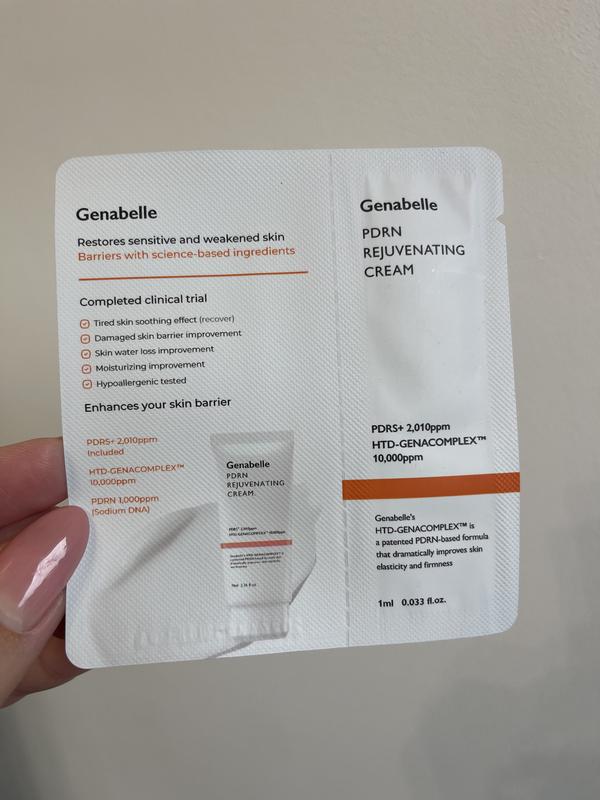 Genabelle
Restores sensitive and weakened skin
Barriers with science-based ingredients
Completed clinical trial
Tired skin soothing effect (recover)
Damaged skin barrier improvement
Skin water loss improvement
Moisturizing improvement
Hypoallergenic tested
Enhances your skin barrier
PDRS+ 2,010ppm
Included
HTD-GENACOMPLEX™
10,000ppm
PDRN 1,000ppm
(Sodium DNA)
Genabelle
PDRN
REJUVENATING
CREAM
Genabelle
PDRN
REJUVENATING
CREAM
PDRS+ 2,010ppm
HTD-GENACOMPLEX™
10,000ppm
Genabelle's
HTD-GENACOMPLEX™ is
a patented PDRN-based formula
that dramatically improves skin
elasticity and firmness
1ml 0.033 fl.oz.